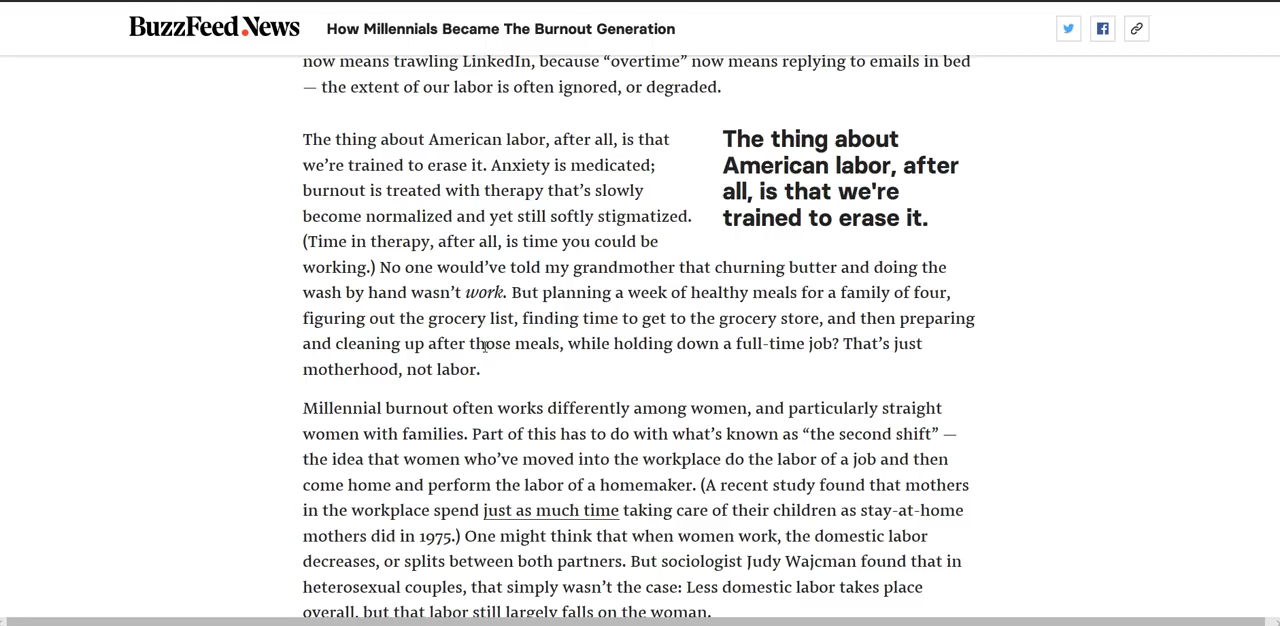 BuzzFeed News
How Millennials Became The Burnout Generation
now means trawling LinkedIn, because “overtime” now means replying to emails in bed
— the extent of our labor is often ignored, or degraded.
The thing about American labor, after all, is that
we’re trained to erase it. Anxiety is medicated;
burnout is treated with therapy that’s slowly
become normalized and yet still softly stigmatized.
(Time in therapy, after all, is time you could be
working.) No one would’ve told my grandmother that churning butter and doing the
wash by hand wasn’t work. But planning a week of healthy meals for a family of four,
figuring out the grocery list, finding time to get to the grocery store, and then preparing
and cleaning up after those meals, while holding down a full-time job? That’s just
motherhood, not labor.
The thing about
American labor, after
all, is that we're
trained to erase it.
Millennial burnout often works differently among women, and particularly straight
women with families. Part of this has to do with what’s known as “the second shift” —
the idea that women who’ve moved into the workplace do the labor of a job and then
come home and perform the labor of a homemaker. (A recent study found that mothers
in the workplace spend just as much time taking care of their children as stay-at-home
mothers did in 1975.) One might think that when women work, the domestic labor
decreases, or splits between both partners. But sociologist Judy Wajcman found that in
heterosexual couples, that simply wasn’t the case: Less domestic labor takes place
overall, but that labor still largely falls on the woman.